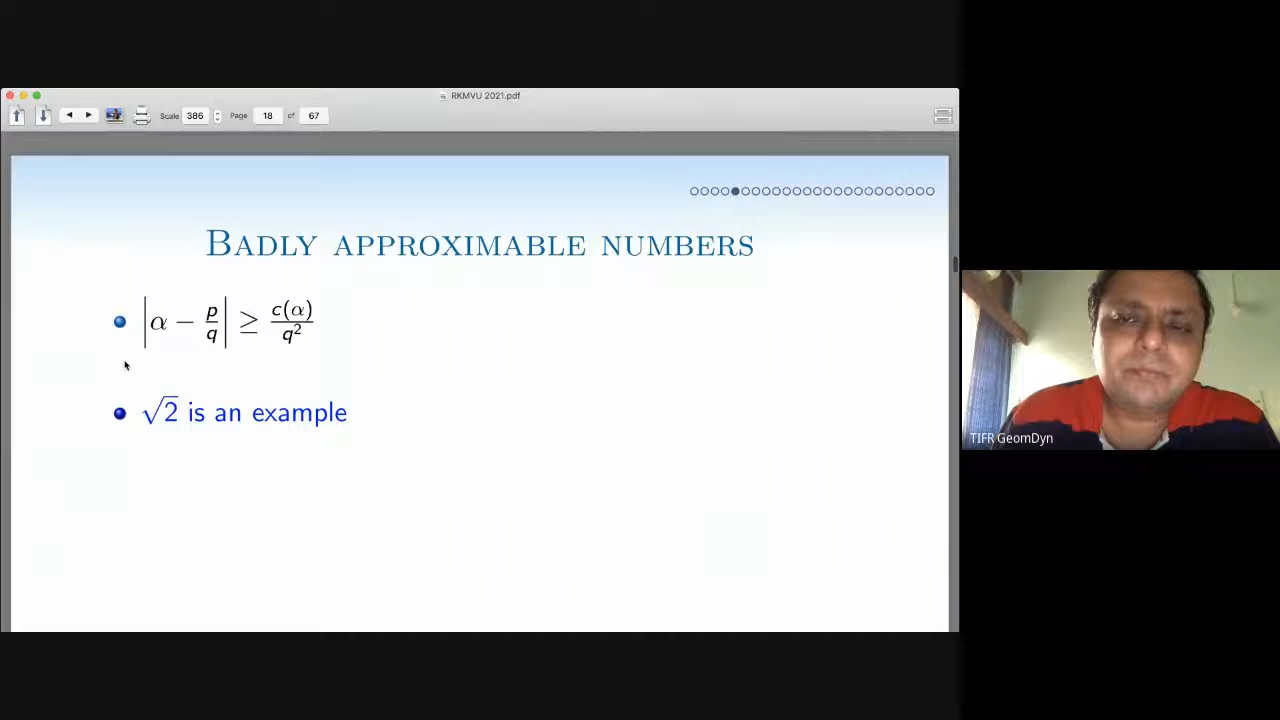 RKMVU 2021.pdf
Scale 386 Page 18 of 67
BADLY APPROXIMABLE NUMBERS
|α − p/q| ≥ c(α)/q²
√2 is an example
TIFR GeomDyn